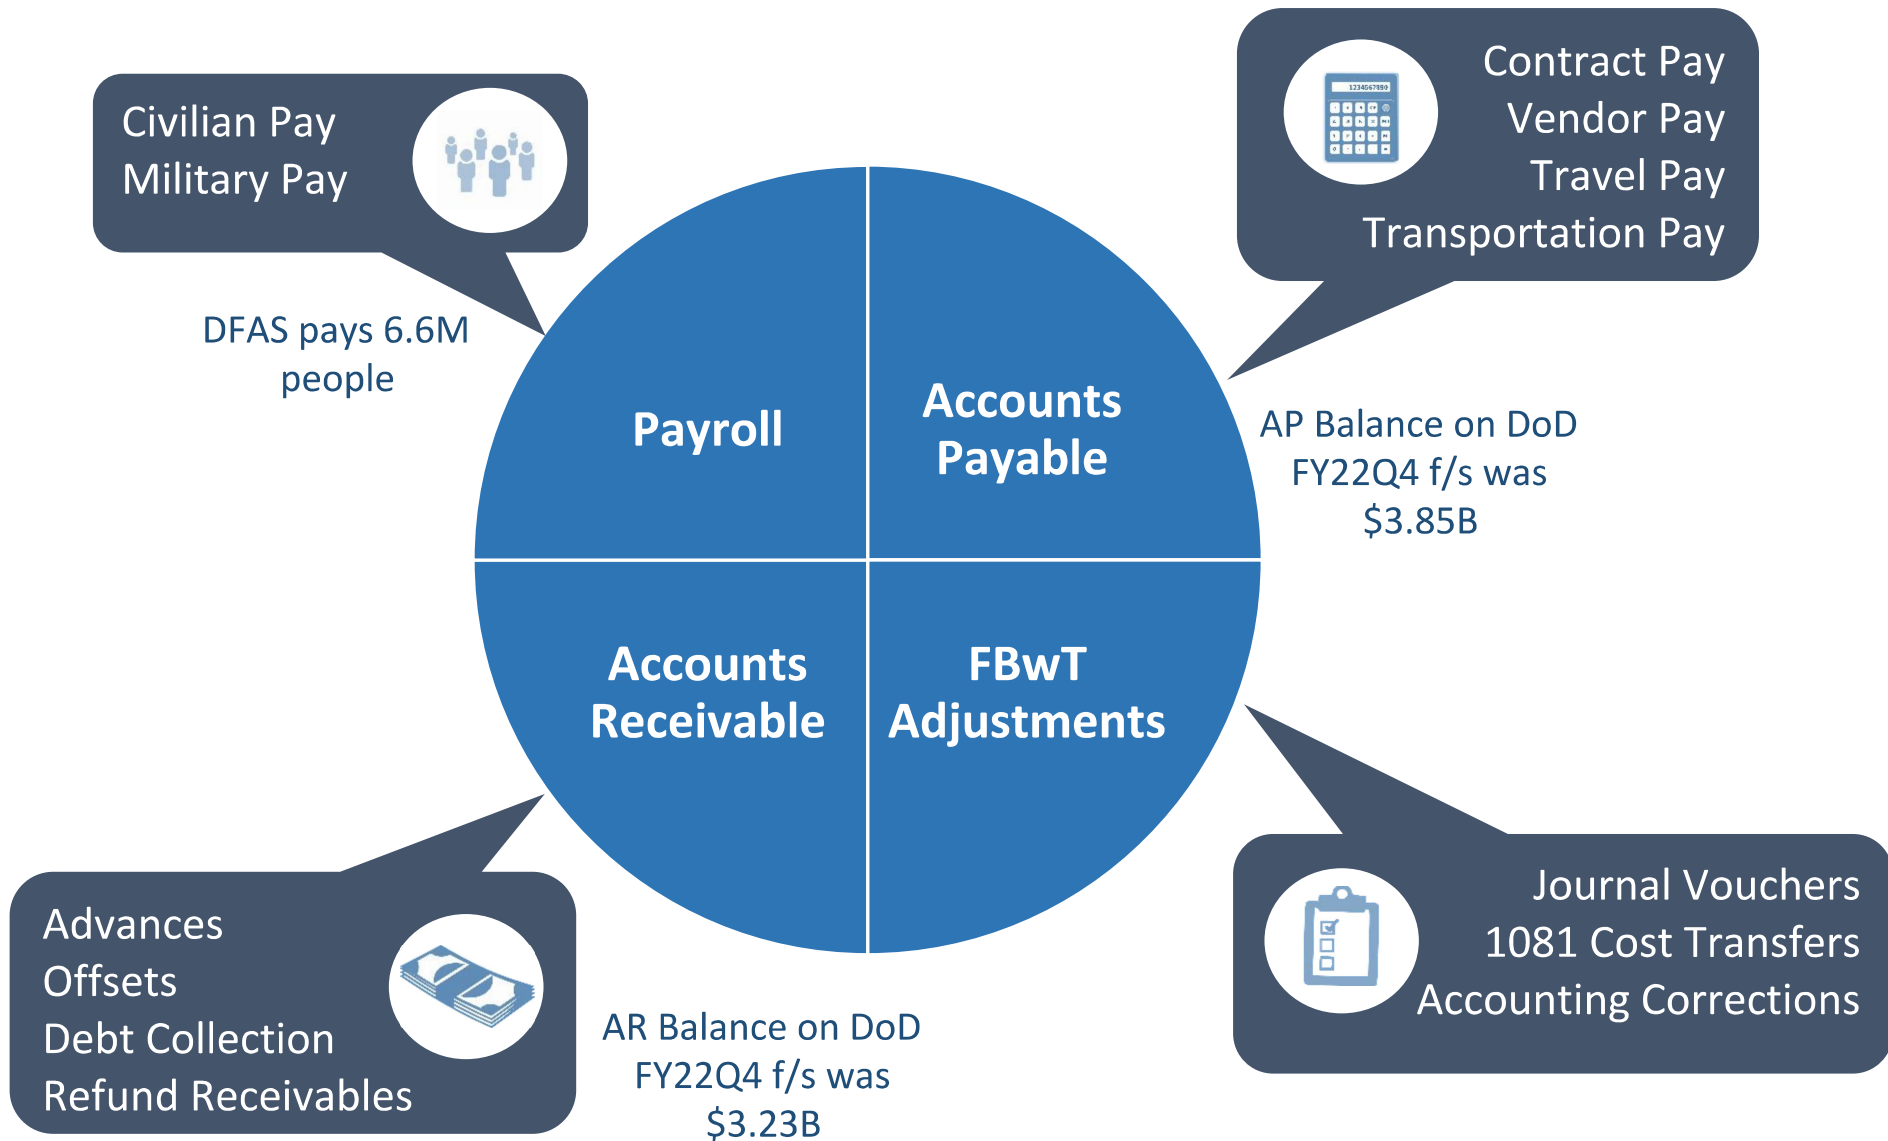 Civilian Pay
Military Pay
DFAS pays 6.6M
people
Contract Pay
Vendor Pay
Travel Pay
Transportation Pay
1234567890
AP Balance on DoD
FY22Q4 f/s was
$3.85B
Payroll
Accounts
Payable
Accounts
Receivable
FBwT
Adjustments
Advances
Offsets
Debt Collection
Refund Receivables
AR Balance on DoD
FY22Q4 f/s was
$3.23B
Journal Vouchers
1081 Cost Transfers
Accounting Corrections